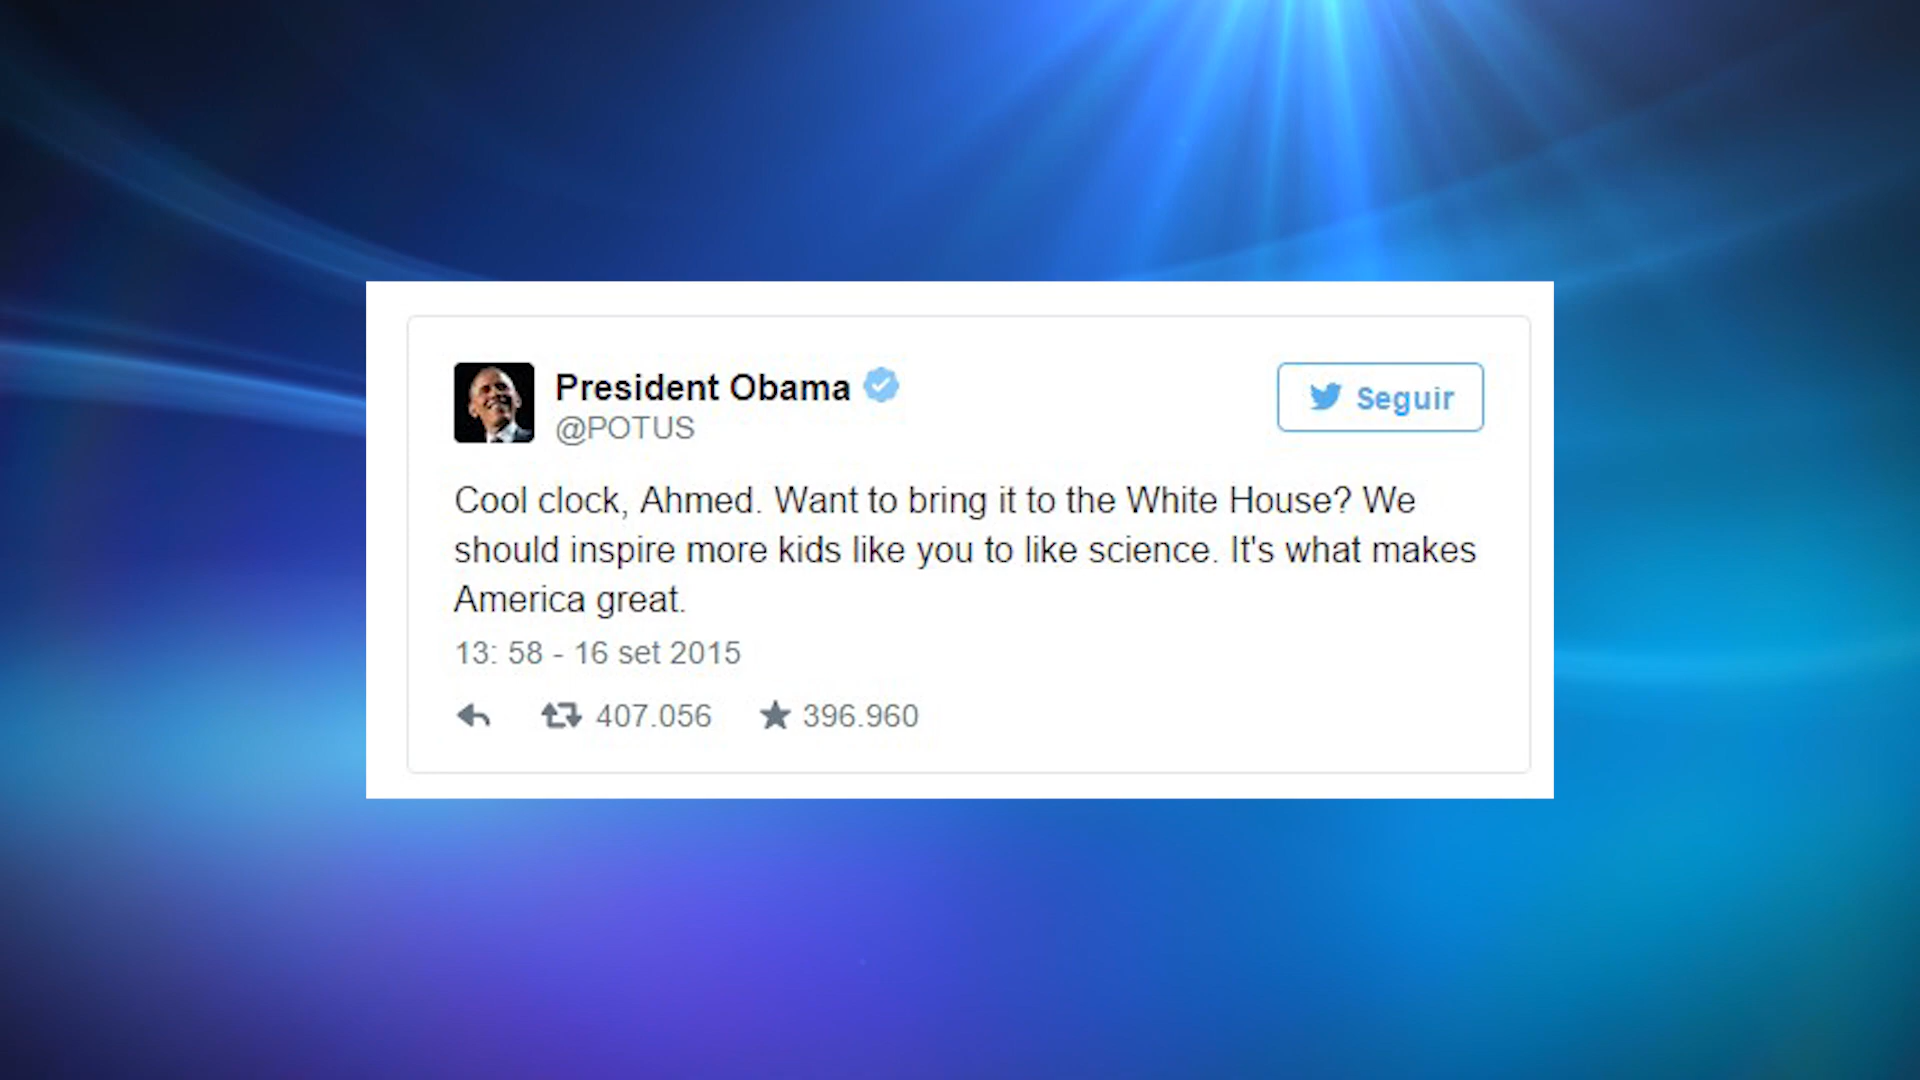 President Obama
@POTUS
Seguir
Cool clock, Ahmed. Want to bring it to the White House? We
should inspire more kids like you to like science. It's what makes
America great.
13: 58 - 16 set 2015
407.056 396.960